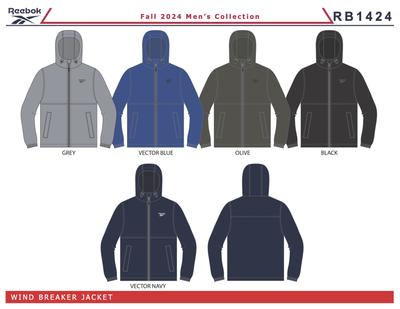 Reebok
Fall 2024 Men's Collection
RB1424
GREY
VECTOR BLUE
OLIVE
BLACK
VECTOR NAVY
WIND BREAKER JACKET